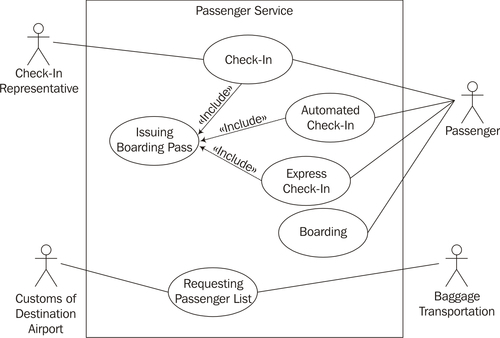 Passenger Service
Check-In
Representative
Check-In
«Include»
Automated
Check-In
«Include»
Issuing
Boarding Pass
Passenger
«Include»
Express
Check-In
Boarding
Customs of
Destination
Airport
Requesting
Passenger List
Baggage
Transportation